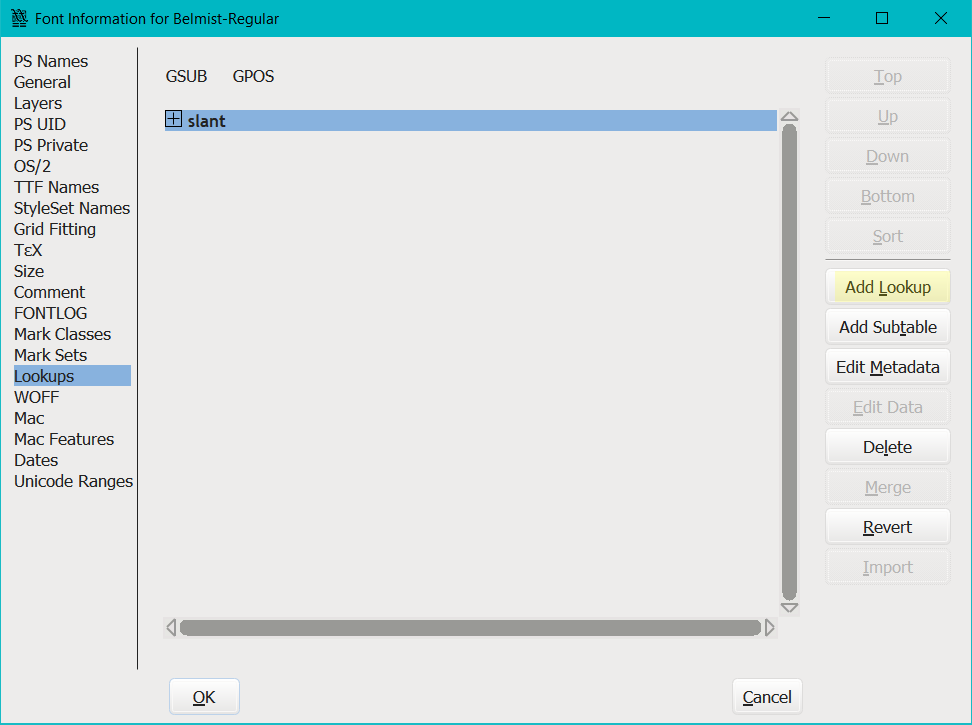 Font Information for Belmist-Regular
PS Names
General
Layers
PS UID
PS Private
OS/2
TTF Names
StyleSet Names
Grid Fitting
ΤεΧ
Size
Comment
FONTLOG
Mark Classes
Mark Sets
Lookups
WOFF
Mac
Mac Features
Dates
Unicode Ranges
GSUB GPOS
slant
Top
Up
Down
Bottom
Sort
Add Lookup
Add Subtable
Edit Metadata
Edit Data
Delete
Merge
Revert
Import
OK
Cancel